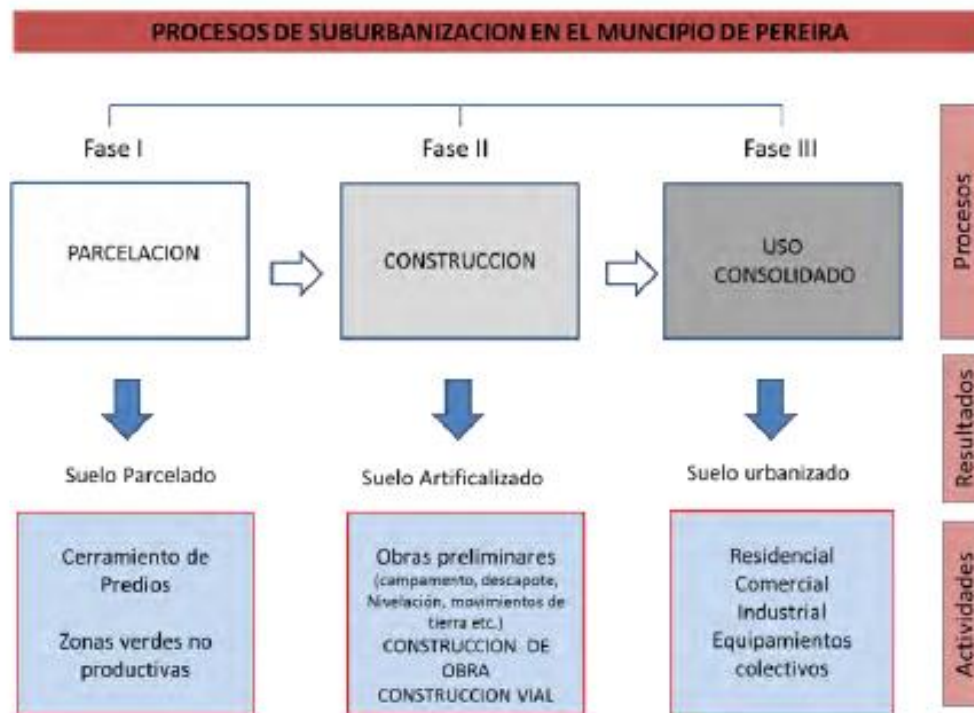 PROCESOS DE SUBURBANIZACION EN EL MUNCIPIO DE PEREIRA
Fase I
Fase II
Fase III
Procesos
PARCELACION
CONSTRUCCION
USO
CONSOLIDADO
Resultados
Suelo Parcelado
Suelo Artificalizado
Suelo urbanizado
Actividades
Cerramiento de
Predios
Zonas verdes no
productivas
Obras preliminares
(campamento, descapote,
Nivelación, movimientos de
tierra etc.)
CONSTRUCCION DE
OBRA
CONSTRUCCION VIAL
Residencial
Comercial
Industrial
Equipamientos
colectivos